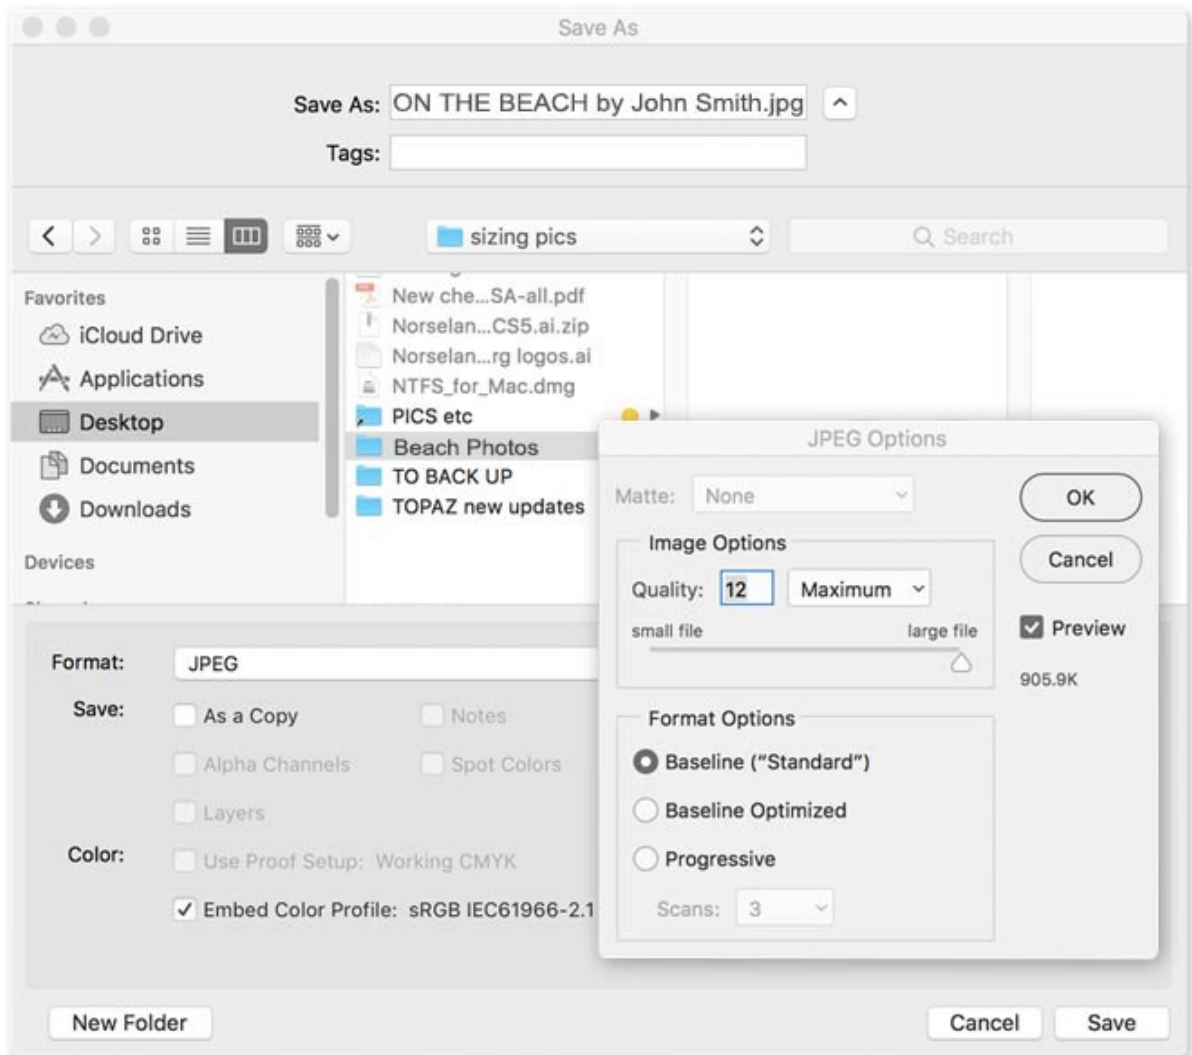 Save As
Save As: ON THE BEACH by John Smith.jpg
Tags:
sizing pics
Search
Favorites
iCloud Drive
Applications
Desktop
Documents
Downloads
Devices
New che...SA-all.pdf
Norselan...CS5.ai.zip
Norselan...rg logos.ai
NTFS_for_Mac.dmg
PICS etc
Beach Photos
TO BACK UP
TOPAZ new updates
Format: JPEG
Save: As a Copy Notes
Alpha Channels Spot Colors
Layers
Color: Use Proof Setup: Working CMYK
Embed Color Profile: sRGB IEC61966-2.1
JPEG Options
Matte: None
OK
Image Options
Cancel
Quality: 12 Maximum
small file large file
Preview
905.9K
Format Options
Baseline (“Standard”)
Baseline Optimized
Progressive
Scans: 3
New Folder Cancel Save